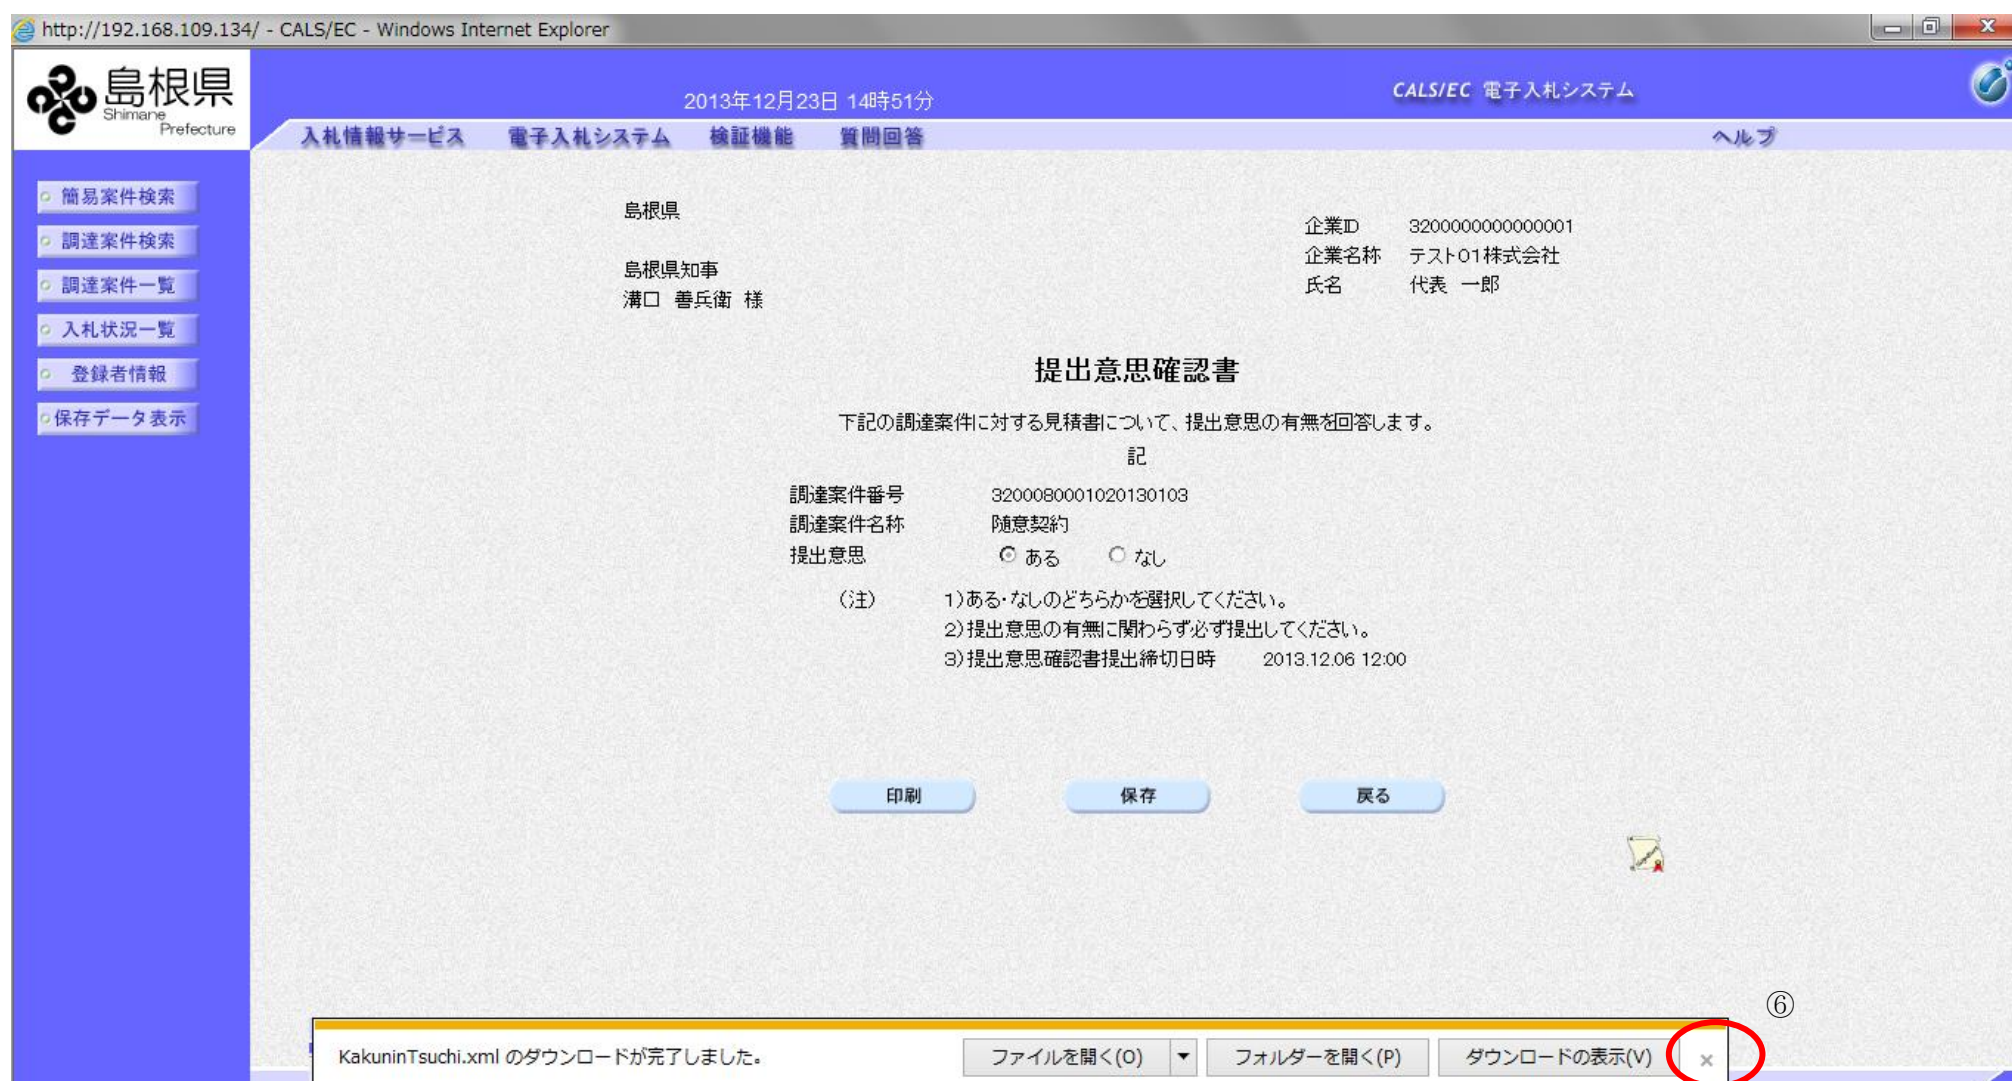 http://192.168.109.134/ - CALS/EC - Windows Internet Explorer
島根県
Shimane
Prefecture
2013年12月23日 14時51分
CALS/EC 電子入札システム
入札情報サービス 電子入札システム 検証機能 質問回答 ヘルプ
簡易案件検索
調達案件検索
調達案件一覧
入札状況一覧
登録者情報
保存データ表示
島根県
島根県知事
溝口 善兵衛 様
企業ID 3200000000000001
企業名称 テスト01株式会社
氏名 代表 一郎
提出意思確認書
下記の調達案件に対する見積書について、提出意思の有無を回答します。
記
調達案件番号 3200080001020130103
調達案件名称 随意契約
提出意思 ある なし
（注） 1)ある・なしのどちらかを選択してください。
2)提出意思の有無に関わらず必ず提出してください。
3)提出意思確認書提出締切日時 2013.12.06 12:00
印刷 保存 戻る
⑥
KakuninTsuchi.xml のダウンロードが完了しました。 ファイルを開く(O) フォルダーを開く(P) ダウンロードの表示(V) ×